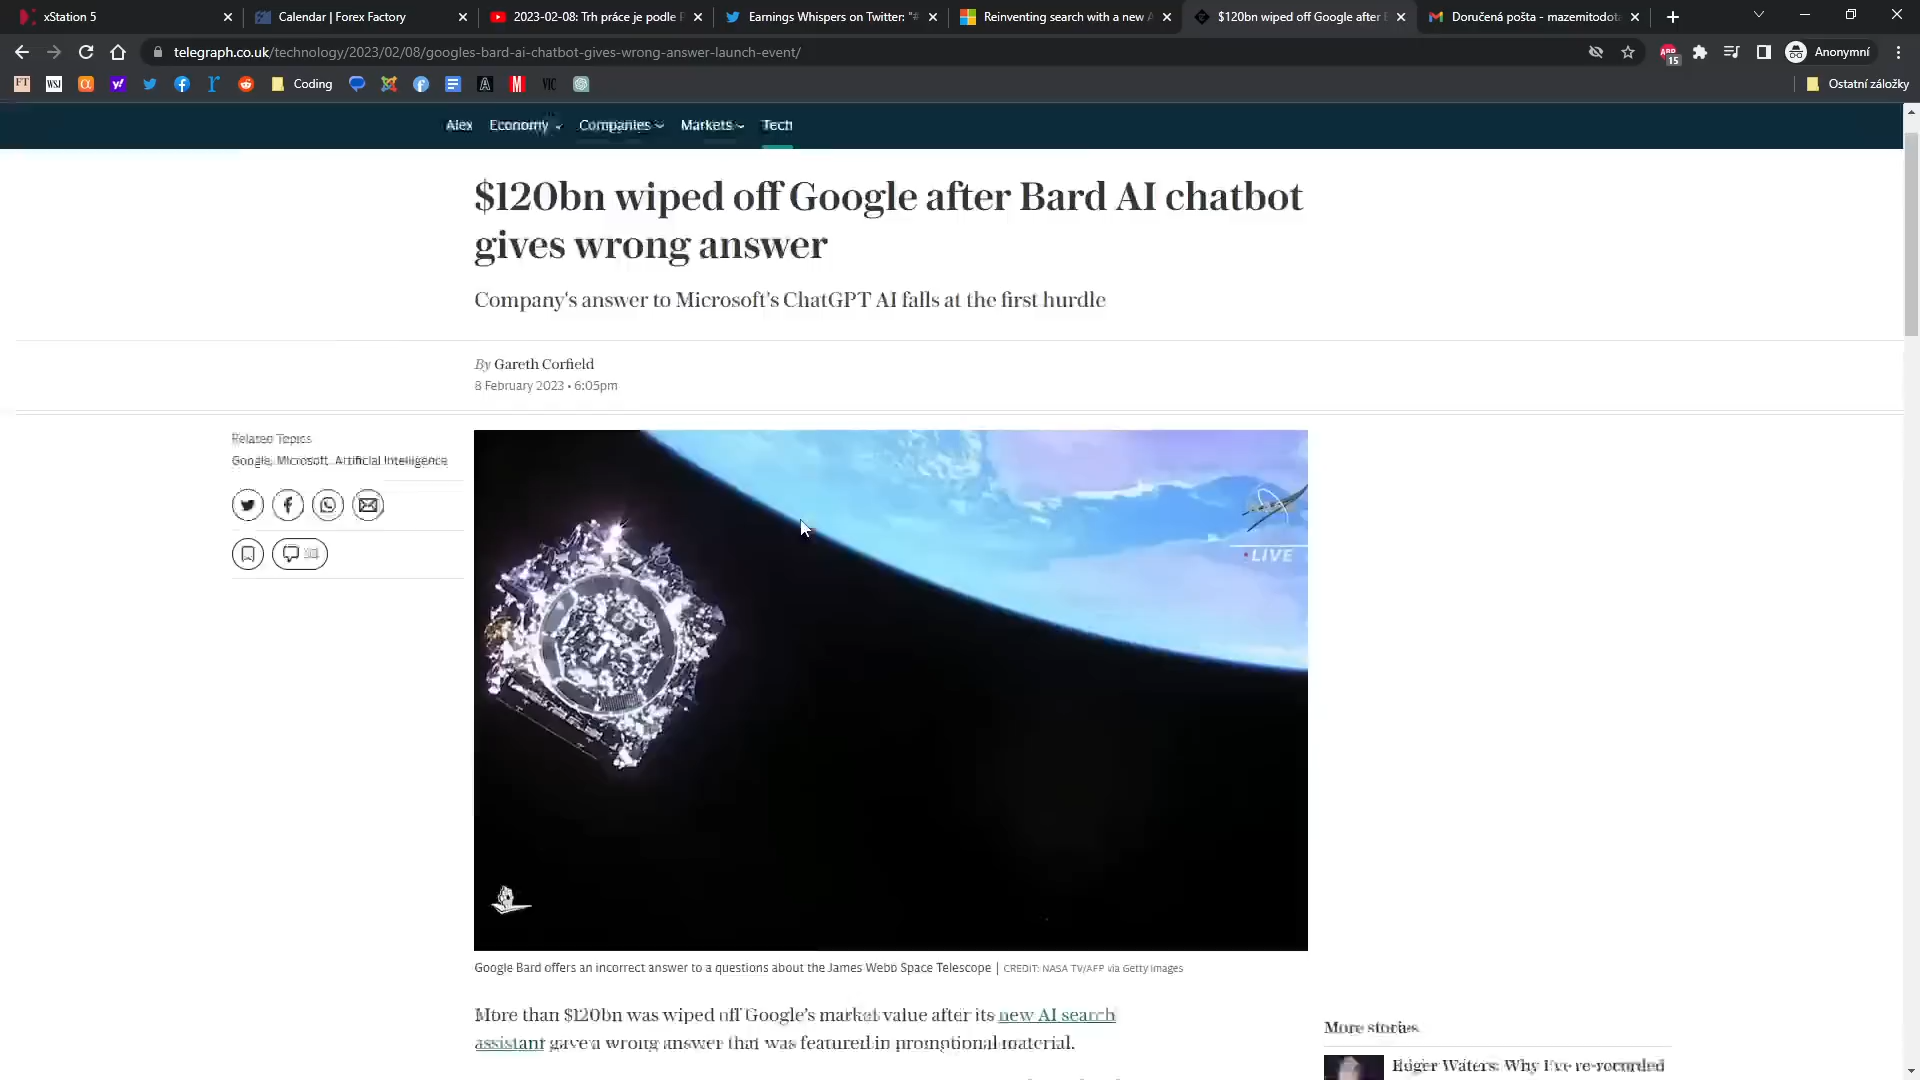 xStation 5
Calendar | Forex Factory
2023-02-08: Trh práce je podle
Earnings Whispers on Twitter: "#
Reinventing search with a new
$120bn wiped off Google after
Doručená pošta - mazemitodot
telegraph.co.uk/technology/2023/02/08/googles-bard-ai-chatbot-gives-wrong-answer-launch-event/
15
Anonymní
FT
WSJ
Coding
VIC
Ostatní záložky
Alex Economy Companies Markets Tech
$120bn wiped off Google after Bard AI chatbot
gives wrong answer
Company's answer to Microsoft's ChatGPT AI falls at the first hurdle
By Gareth Corfield
8 February 2023 • 6:05pm
Related Topics
Google, Microsoft, Artificial Intelligence
LIVE
Google Bard offers an incorrect answer to a questions about the James Webb Space Telescope | CREDIT: NASA TV/AFP via Getty Images
More than $120bn was wiped off Google's market value after its new AI search
assistant gave a wrong answer that was featured in promotional material.
More stories
Roger Waters: Why I've re-recorded